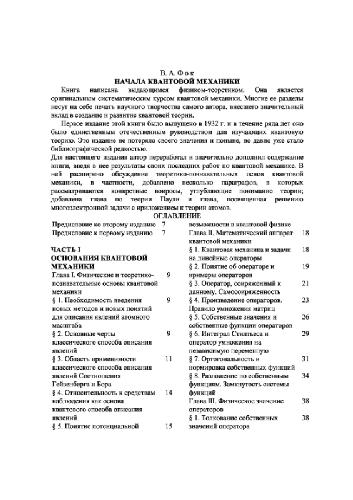 В. А. Фок
НАЧАЛА КВАНТОВОЙ МЕХАНИКИ
Книга написана выдающимся физиком-теоретиком. Она является
оригинальным систематическим курсом квантовой механики. Многие ее разделы
несут на себе печать научного творчества самого автора, внесшего значительный
вклад в создание и развитие квантовой теории.
Первое издание этой книги было выпущено в 1932 г. и в течение ряда лет оно
было единственным отечественным руководством для изучающих квантовую
теорию. Это издание не потеряло своего значения и поныне, но давно уже стало
библиографической редкостью.
Для настоящего издания автор переработал и значительно дополнил содержание
книги, введя в нее результаты своих последних работ по квантовой механике. В
ней расширено обсуждение теоретико-познавательных основ квантовой
механики, в частности, добавлено несколько параграфов, в которых
рассматриваются конкретные вопросы, углубляющие понимание теории;
добавлена глава по теории Паули и глава, посвященная решению
многоэлектронной задачи с приложением к теории атомов.
ОГЛАВЛЕНИЕ
Предисловие ко второму изданию 7
Предисловие к первому изданию 7
ЧАСТЬ I
ОСНОВАНИЯ КВАНТОВОЙ
МЕХАНИКИ
Глава I. Физические и теоретико- 9
познавательные основы квантовой
механики
§ 1. Необходимость введения 9
новых методов и новых понятий
для описания явлений атомного
масштаба
§ 2. Основные черты 9
классического способа описания
явлений
§ 3. Область применимости 11
классического способа описания
явлений Соотношения
Гейзенберга и Бора
§ 4. Относительность к средствам 14
наблюдения как основа
квантового способа описания
явлений
§ 5. Понятие потенциальной 15
возможности в квантовой физике
Глава II. Математический аппарат 18
квантовой механики
§ 1. Квантовая механика и задачи 18
на линейные операторы
§ 2. Понятие об операторе и 19
примеры операторов
§ 3. Оператор, сопряженный к 21
данному. Самосопряженность
§ 4. Произведение операторов. 23
Правило умножения матриц
§ 5. Собственные значения и 26
собственные функции операторов
§ 6. Интеграл Стилтьеса и 29
оператор умножения на
независимую переменную
§ 7. Ортогональность и 31
нормировка собственных функций
§ 8. Разложение по собственным 34
функциям. Замкнутость системы
функций
Глава III. Физическое значение 38
операторов
§ 1. Толкование собственных 38
значений оператора